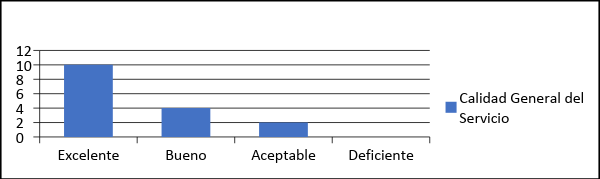 12
10
8
6
4
2
0
Excelente Bueno Aceptable Deficiente
Calidad General del
Servicio